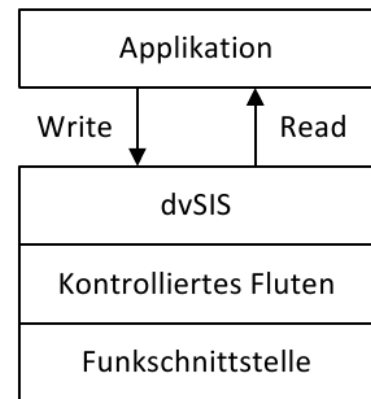 Applikation
Write Read
dvSIS
Kontrolliertes Fluten
Funkschnittstelle